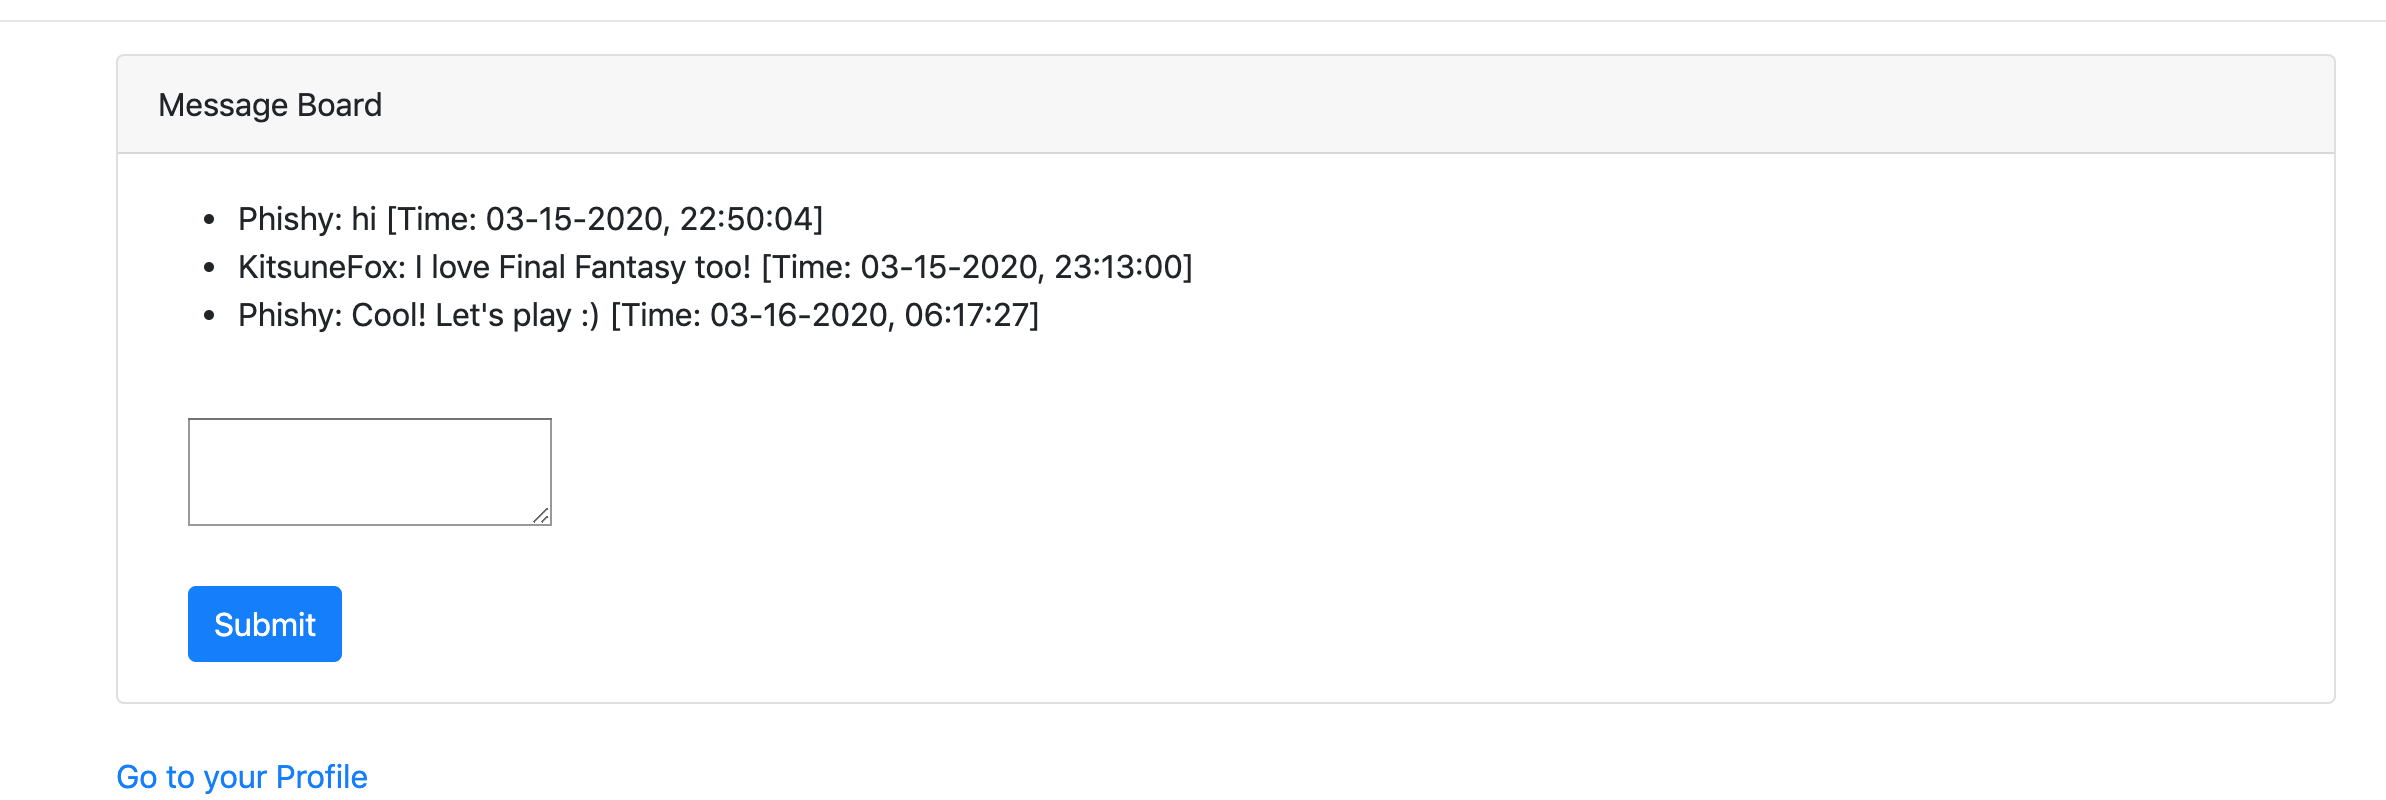 Message Board
Phishy: hi [Time: 03-15-2020, 22:50:04]
KitsuneFox: I love Final Fantasy too! [Time: 03-15-2020, 23:13:00]
Phishy: Cool! Let's play :) [Time: 03-16-2020, 06:17:27]
Submit
Go to your Profile